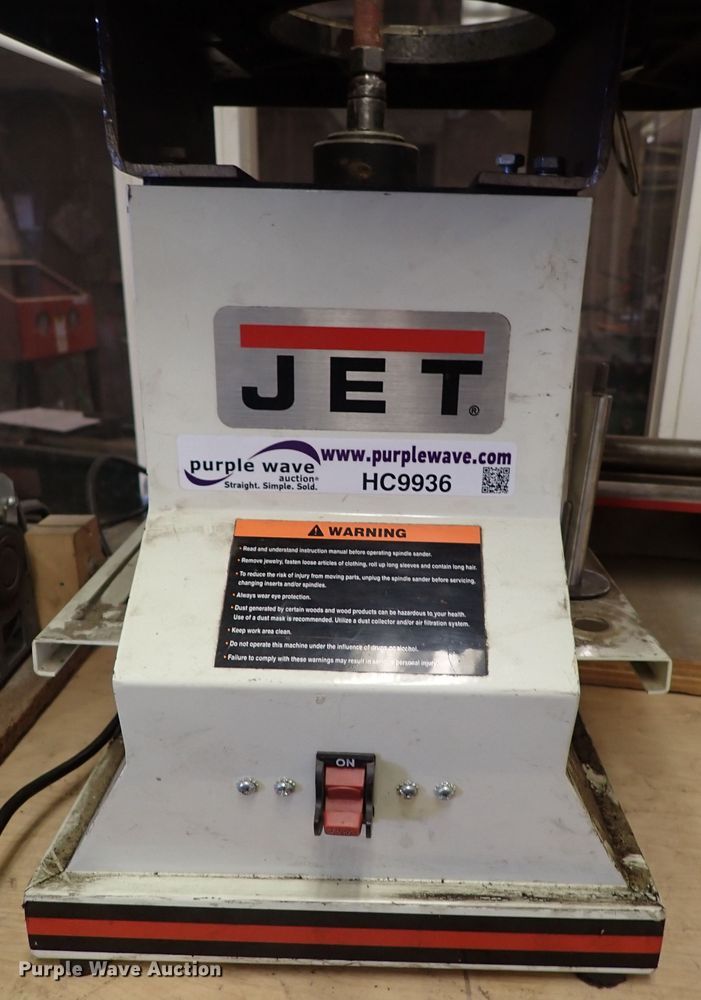 JET®
www.purplewave.com
purple wave
auction®
Straight. Simple. Sold.
HC9936
WARNING
• Read and understand instruction manual before operating spindle sander.
• Remove jewelry, fasten loose articles of clothing, roll up long sleeves and contain long hair.
• To reduce the risk of injury from moving parts, unplug the spindle sander before servicing,
changing inserts and/or spindles.
• Always wear eye protection.
• Dust generated by certain woods and wood products can be hazardous to your health.
Use of a dust mask is recommended. Utilize a dust collector and/or air filtration system.
• Keep work area clean.
• Do not operate this machine under the influence of drugs or alcohol.
• Failure to comply with these warnings may result in serious personal injury.
ON
Purple Wave Auction